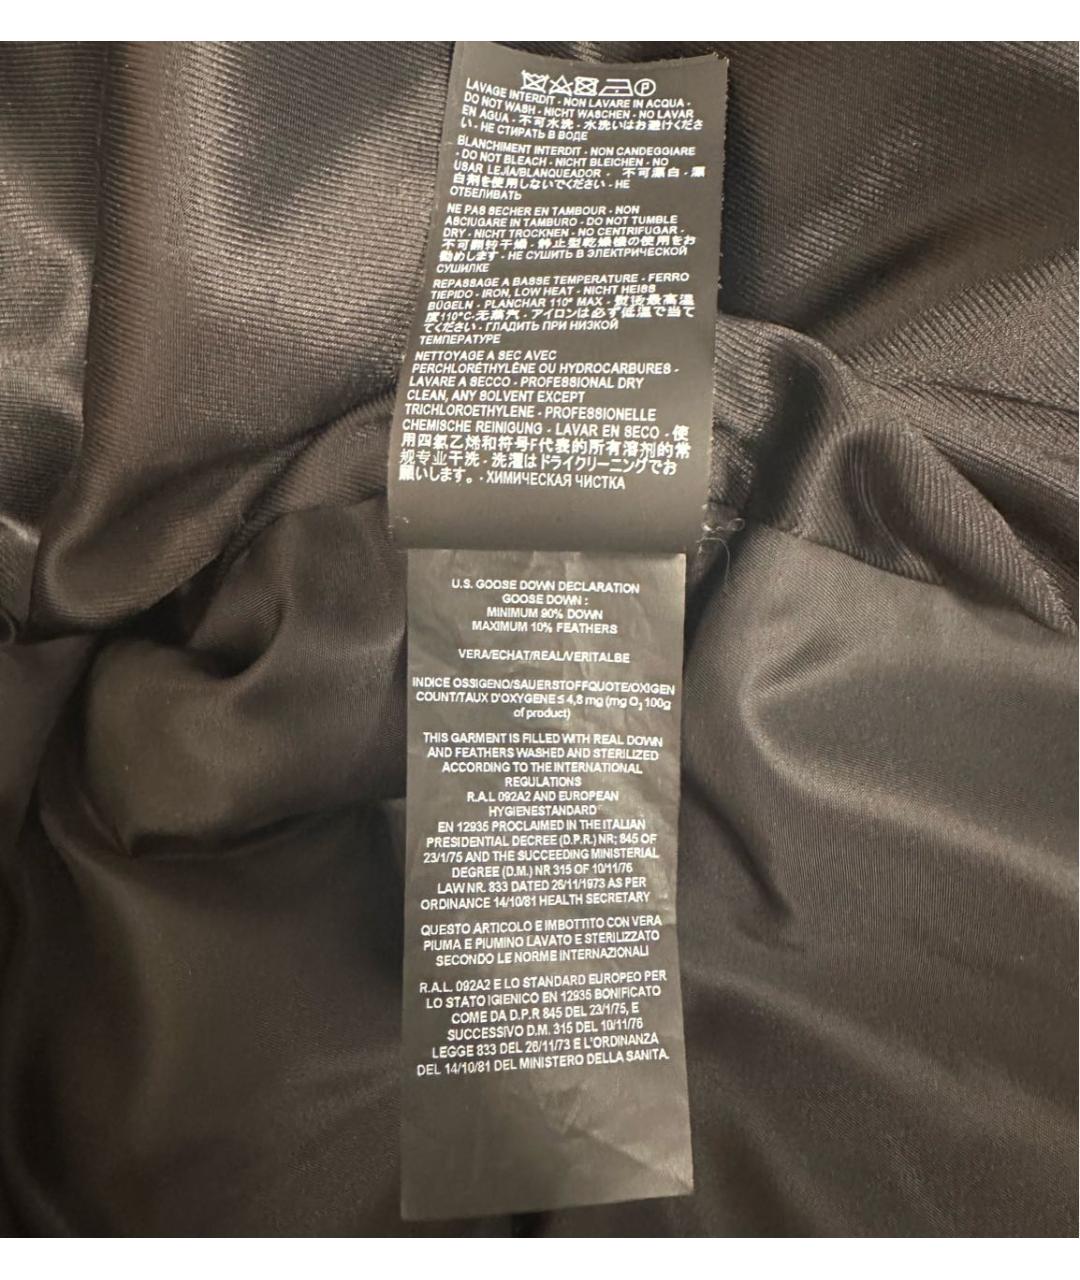 LAVAGE INTERDIT - NON LAVARE IN ACQUA -
DO NOT WASH - NICHT WASCHEN - NO LAVAR
EN AGUA - 不可水洗 - 水洗いはお避けくださ
い - НЕ СТИРАТЬ В ВОДЕ
BLANCHIMENT INTERDIT - NON CANDEGGIARE
- DO NOT BLEACH - NICHT BLEICHEN - NO
USAR LEJIA/BLANQUEADOR - 不可漂白 - 漂
白剤を使用しないでください - НЕ
ОТБЕЛИВАТЬ
NE PAS SECHER EN TAMBOUR - NON
ASCIUGARE IN TAMBURO - DO NOT TUMBLE
DRY - NICHT TROCKNEN - NO CENTRIFUGAR -
不可翻转干燥 - 静止型乾燥機の使用をお
勧めします - НЕ СУШИТЬ В ЭЛЕКТРИЧЕСКОЙ
СУШИЛКЕ
REPASSAGE A BASSE TEMPERATURE - FERRO
TIEPIDO - IRON, LOW HEAT - NICHT HEISS
BÜGELN - PLANCHAR 110° MAX - 熨烫最高温
度110°C-无蒸汽 - アイロンは必ず低温で当て
てください - ГЛАДИТЬ ПРИ НИЗКОЙ
ТЕМПЕРАТУРЕ
NETTOYAGE A SEC AVEC
PERCHLORÉTHYLÈNE OU HYDROCARBURES -
LAVARE A SECCO - PROFESSIONAL DRY
CLEAN, ANY SOLVENT EXCEPT
TRICHLOROETHYLENE - PROFESSIONELLE
CHEMISCHE REINIGUNG - LAVAR EN SECO - 使
用四氯乙烯和符号F代表的所有溶剂的常
规专业干洗 - 洗濯はドライクリーニングでお
願いします。 - ХИМИЧЕСКАЯ ЧИСТКА
U.S. GOOSE DOWN DECLARATION
GOOSE DOWN :
MINIMUM 90% DOWN
MAXIMUM 10% FEATHERS
VERA/ECHAT/REAL/VERITALBE
INDICE OSSIGENO/SAUERSTOFFQUOTE/OXIGEN
COUNT/TAUX D'OXYGENE ≤ 4,8 mg (mg O₂ 100g
of product)
THIS GARMENT IS FILLED WITH REAL DOWN
AND FEATHERS WASHED AND STERILIZED
ACCORDING TO THE INTERNATIONAL
REGULATIONS
R.A.L 092A2 AND EUROPEAN
HYGIENESTANDARD
EN 12935 PROCLAIMED IN THE ITALIAN
PRESIDENTIAL DECREE (D.P.R.) NR; 845 OF
23/1/75 AND THE SUCCEEDING MINISTERIAL
DEGREE (D.M.) NR 315 OF 10/11/76
LAW NR. 833 DATED 26/11/1973 AS PER
ORDINANCE 14/10/81 HEALTH SECRETARY
QUESTO ARTICOLO E IMBOTTITO CON VERA
PIUMA E PIUMINO LAVATO E STERILIZZATO
SECONDO LE NORME INTERNAZIONALI
R.A.L. 092A2 E LO STANDARD EUROPEO PER
LO STATO IGIENICO EN 12935 BONIFICATO
COME DA D.P.R 845 DEL 23/1/75, E
SUCCESSIVO D.M. 315 DEL 10/11/76
LEGGE 833 DEL 26/11/73 E L'ORDINANZA
DEL 14/10/81 DEL MINISTERO DELLA SANITA.